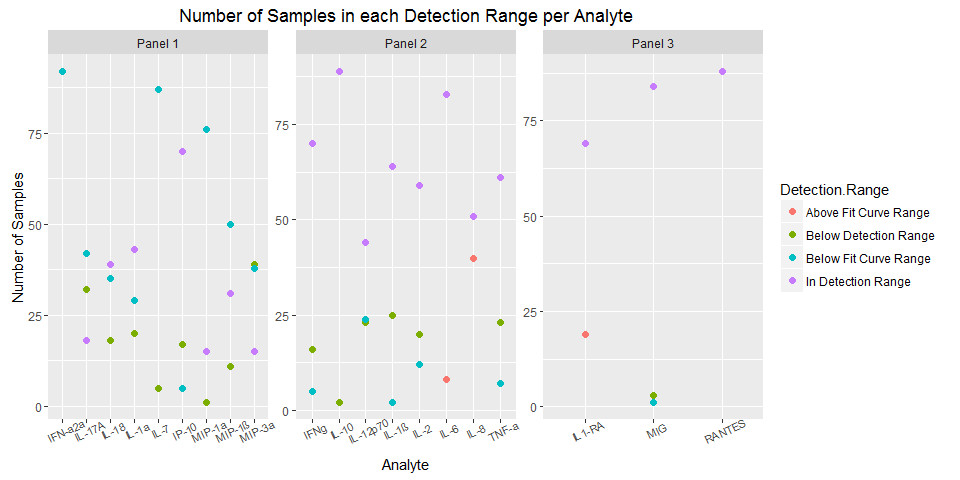 Number of Samples in each Detection Range per Analyte
Panel 1
Panel 2
Panel 3
Number of Samples
75
50
25
0
75
50
25
0
75
50
25
0
IFN-a2a
IL-17A
IL-18
IL-1a
IL-7
IP-10
MIP-1a
MIP-1ß
MIP-3a
IFNg
IL-10
IL-12p70
IL-1ß
IL-2
IL-6
IL-8
TNF-a
IL1-RA
MIG
RANTES
Analyte
Detection.Range
Above Fit Curve Range
Below Detection Range
Below Fit Curve Range
In Detection Range